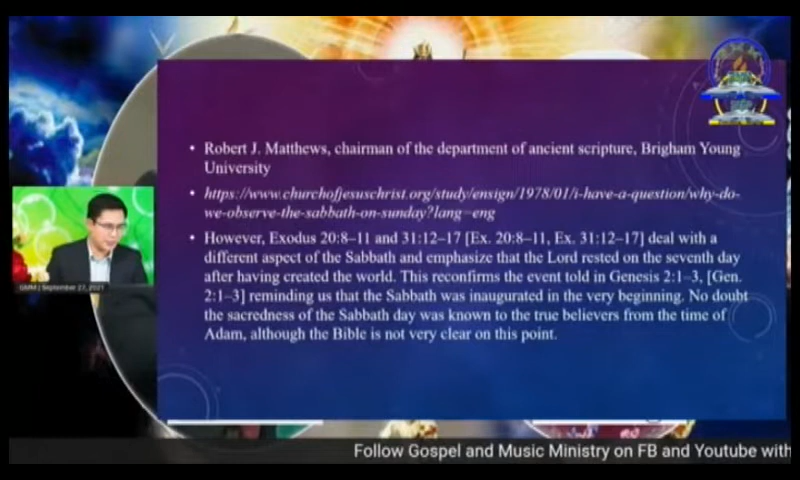 • Robert J. Matthews, chairman of the department of ancient scripture, Brigham Young
University
• https://www.churchofjesuschrist.org/study/ensign/1978/01/i-have-a-question/why-do-
we-observe-the-sabbath-on-sunday?lang=eng
• However, Exodus 20:8–11 and 31:12–17 [Ex. 20:8–11, Ex. 31:12–17] deal with a
different aspect of the Sabbath and emphasize that the Lord rested on the seventh day
after having created the world. This reconfirms the event told in Genesis 2:1–3, [Gen.
2:1–3] reminding us that the Sabbath was inaugurated in the very beginning. No doubt
the sacredness of the Sabbath day was known to the true believers from the time of
Adam, although the Bible is not very clear on this point.
GMM | September 27, 2021
Follow Gospel and Music Ministry on FB and Youtube with